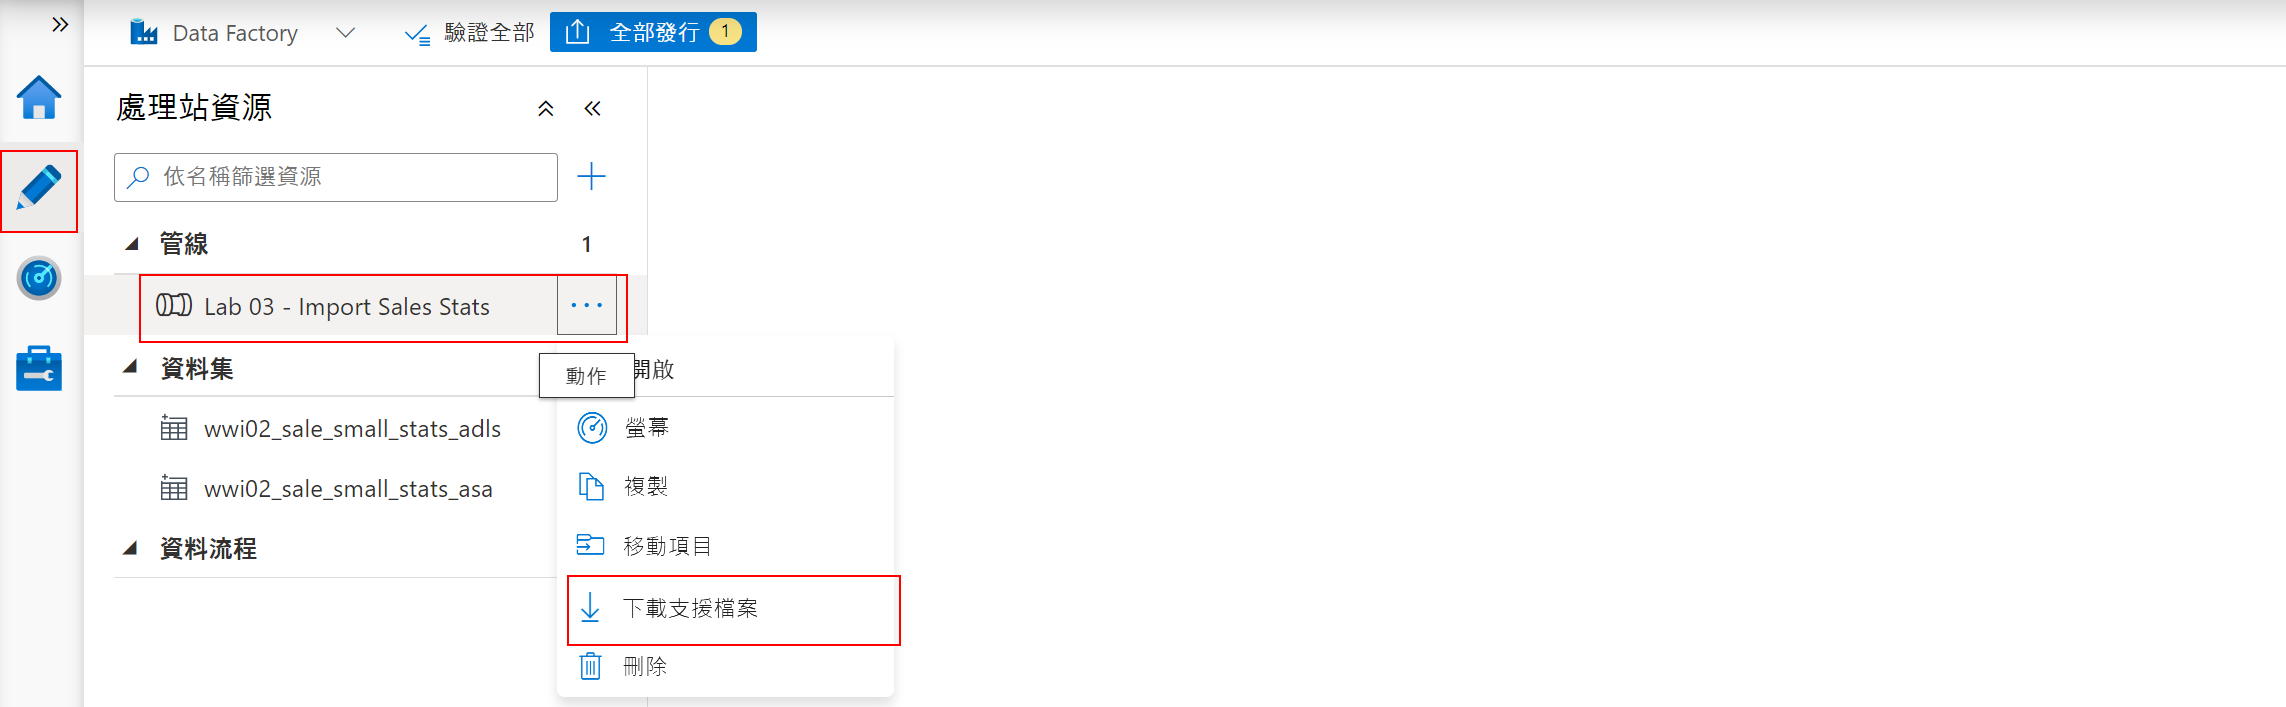 Data Factory
驗證全部
全部發行 1
處理站資源
依名稱篩選資源
管線 1
Lab 03 - Import Sales Stats
資料集
動作
開啟
wwi02_sale_small_stats_adls
螢幕
wwi02_sale_small_stats_asa
複製
資料流程
移動項目
下載支援檔案
刪除